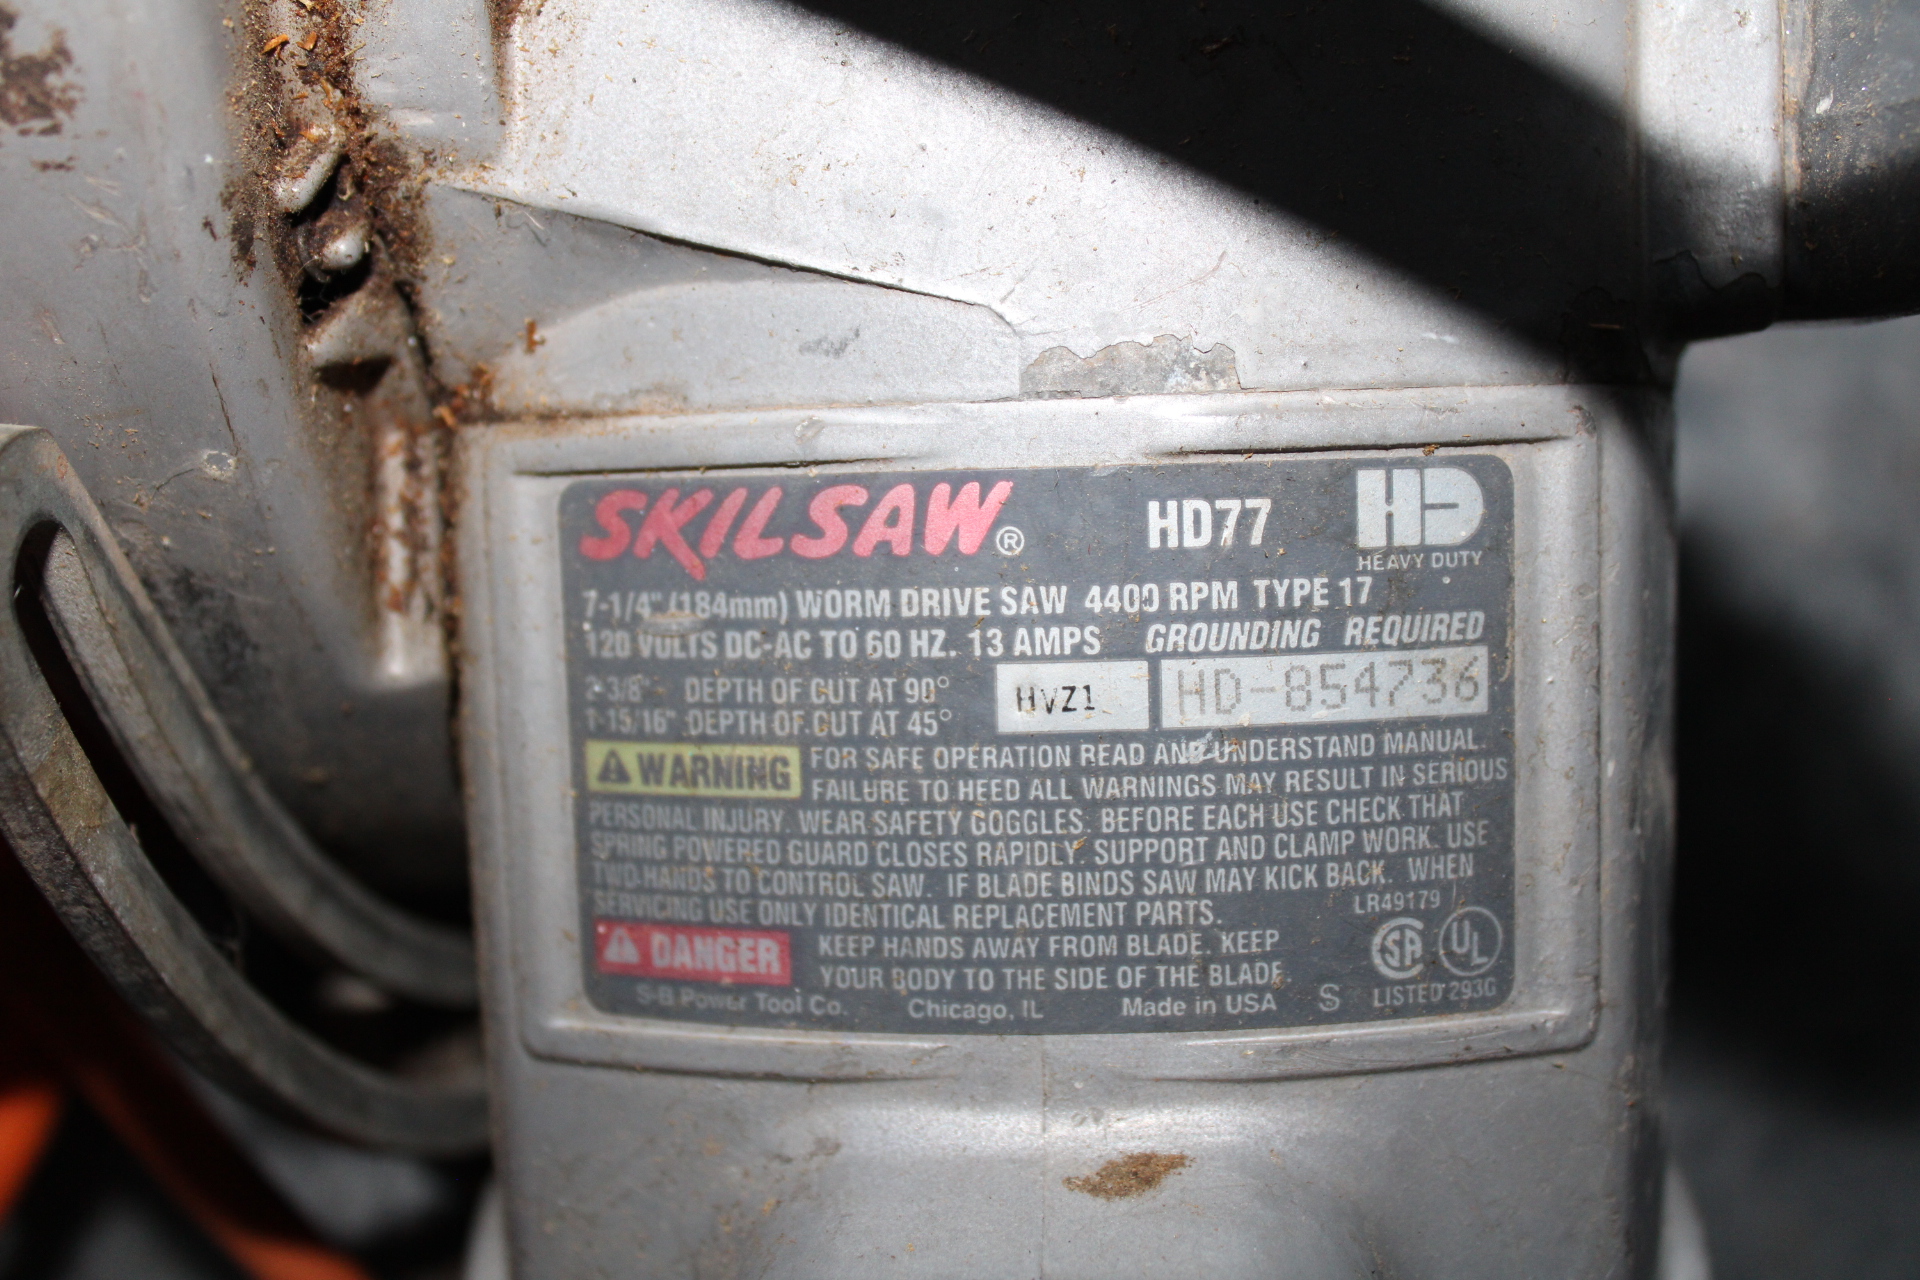 SKILSAW® HD77 HD
HEAVY DUTY
7-1/4" (184mm) WORM DRIVE SAW 4400 RPM TYPE 17
120 VOLTS DC-AC TO 60 HZ. 13 AMPS GROUNDING REQUIRED
2-3/8" DEPTH OF CUT AT 90° HVZ1 HD-854736
1-15/16" DEPTH OF CUT AT 45°
WARNING FOR SAFE OPERATION READ AND UNDERSTAND MANUAL.
FAILURE TO HEED ALL WARNINGS MAY RESULT IN SERIOUS
PERSONAL INJURY. WEAR SAFETY GOGGLES. BEFORE EACH USE CHECK THAT
SPRING POWERED GUARD CLOSES RAPIDLY. SUPPORT AND CLAMP WORK. USE
TWO HANDS TO CONTROL SAW. IF BLADE BINDS SAW MAY KICK BACK. WHEN
SERVICING USE ONLY IDENTICAL REPLACEMENT PARTS. LR49179
DANGER KEEP HANDS AWAY FROM BLADE. KEEP SA UL
YOUR BODY TO THE SIDE OF THE BLADE.
S-B Power Tool Co. Chicago, IL Made in USA S LISTED 293G